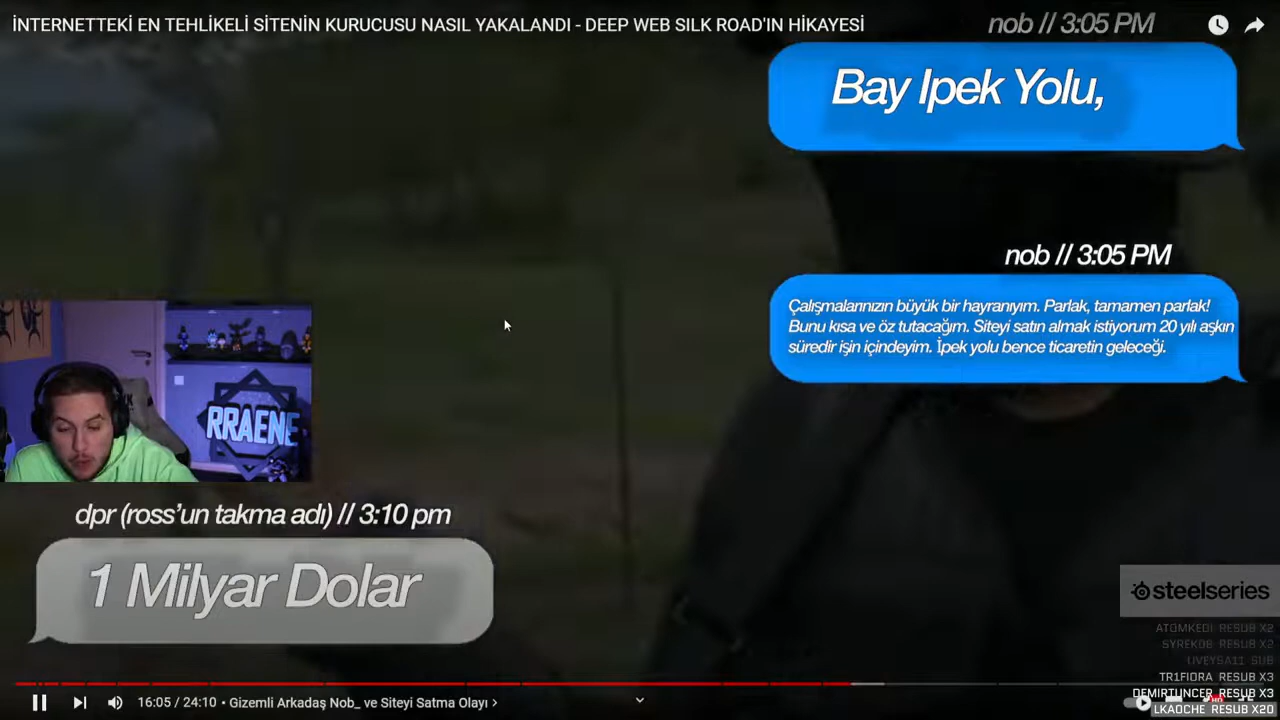 İNTERNETTEKİ EN TEHLİKELİ SİTENİN KURUCUSU NASIL YAKALANDI - DEEP WEB SILK ROAD'IN HİKAYESİ
nob // 3:05 PM
Bay Ipek Yolu,
nob // 3:05 PM
Çalışmalarınızın büyük bir hayranıyım. Parlak, tamamen parlak!
Bunu kısa ve öz tutacağım. Siteyi satın almak istiyorum 20 yılı aşkın
süredir işin içindeyim. İpek yolu bence ticaretin geleceği.
RRAENE
dpr (ross'un takma adı) // 3:10 pm
1 Milyar Dolar
steelseries
ATOMKEDI RESUB X2
SYREK08 RESUB X2
UVEYSA11 SUB
TR1FIORA RESUB X3
DEMIRTUNCER RESUB X3
LKAOCHE RESUB X20
16:05 / 24:10 • Gizemli Arkadaş Nob_ ve Siteyi Satma Olayı >